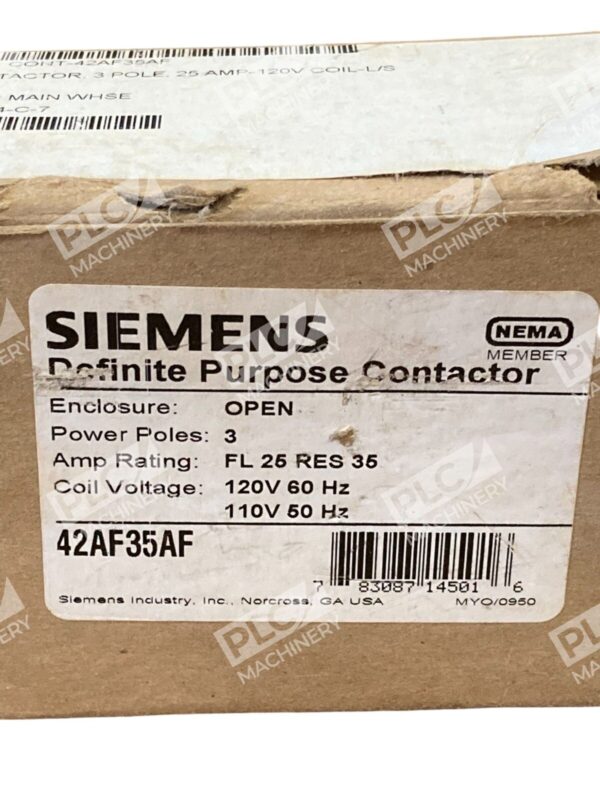 CONT-42AF35AF
TACTOR, 3 POLE, 25 AMP-120V COIL-L/S
MAIN WHSE
-C-7
SIEMENS
NEMA
MEMBER
Definite Purpose Contactor
Enclosure: OPEN
Power Poles: 3
Amp Rating: FL 25 RES 35
Coil Voltage: 120V 60 Hz
110V 50 Hz
42AF35AF
7 83087 14501 6
Siemens Industry, Inc., Norcross, GA USA
MYO/0950
PLC MACHINERY